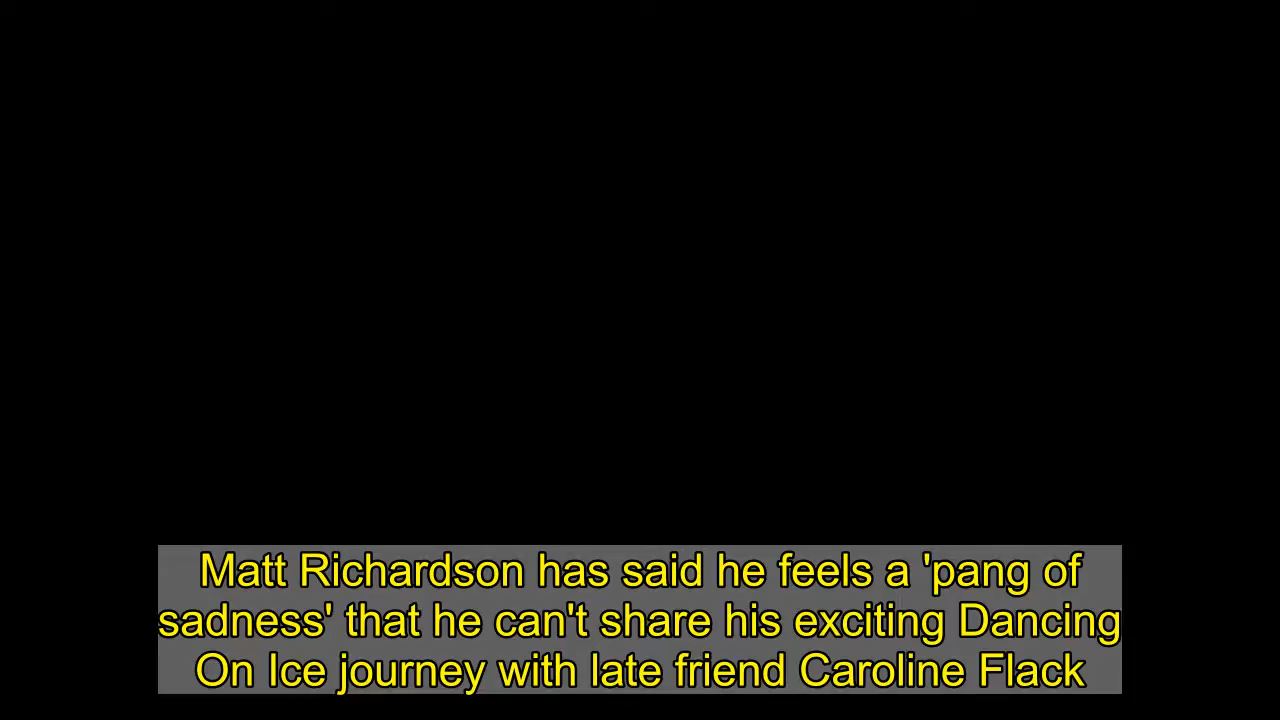 Matt Richardson has said he feels a 'pang of
sadness' that he can't share his exciting Dancing
On Ice journey with late friend Caroline Flack